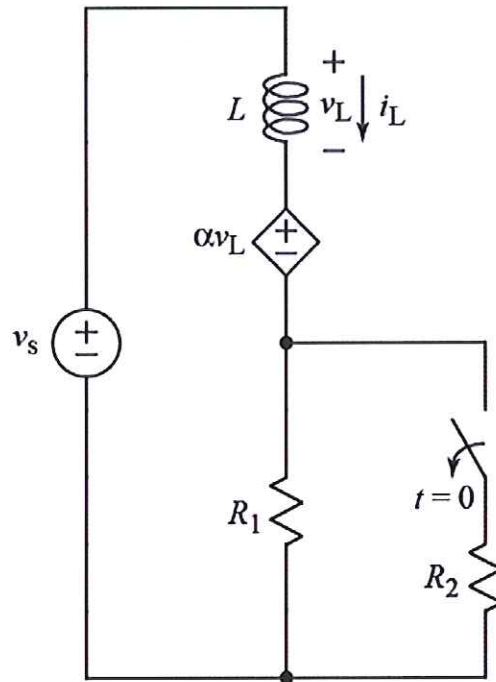 +
L
v_L
i_L
−
αv_L
+
−
v_s
+
−
R_1
t = 0
R_2